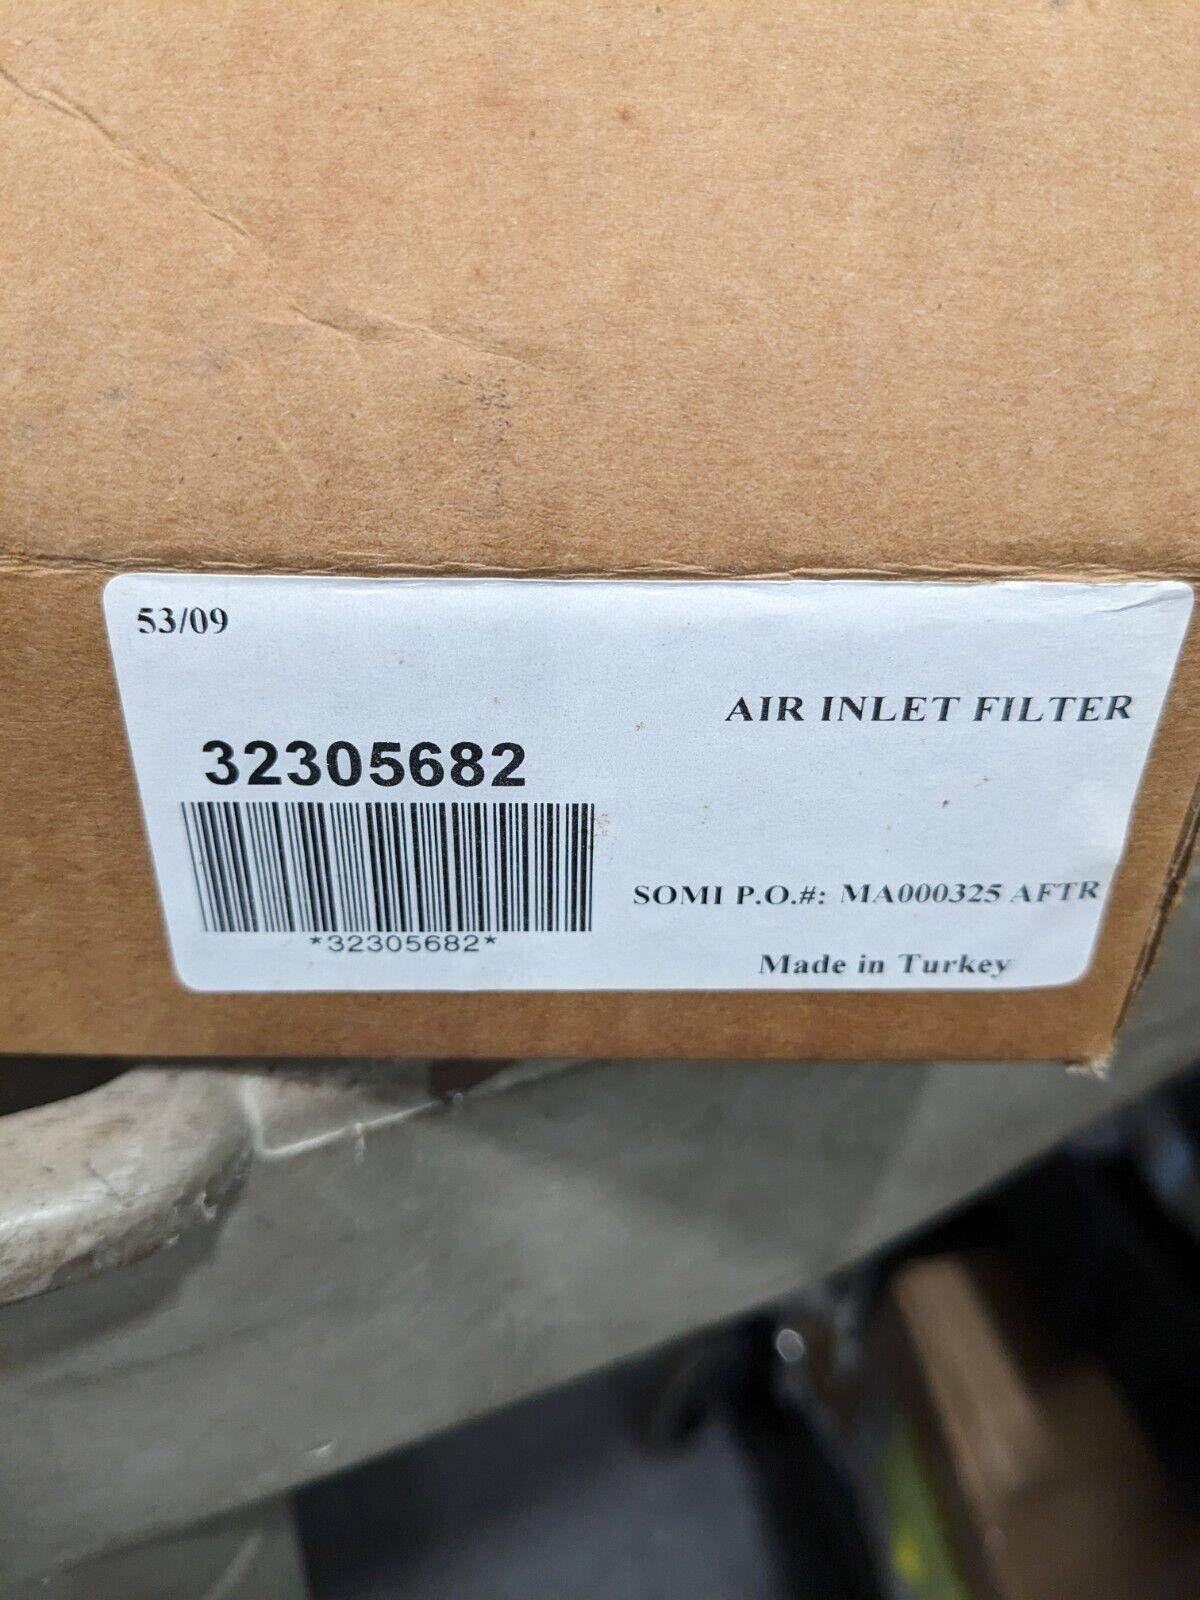 53/09
AIR INLET FILTER
32305682
*32305682*
SOMI P.O.#: MA000325 AFTR
Made in Turkey